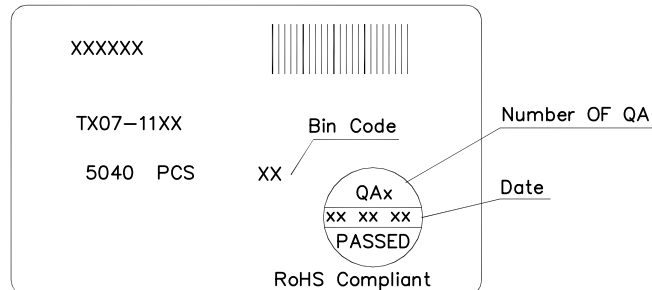 XXXXXX
TX07-11XX
Bin Code
Number OF QA
5040 PCS
XX
QAx
Date
XX XX XX
PASSED
RoHS Compliant